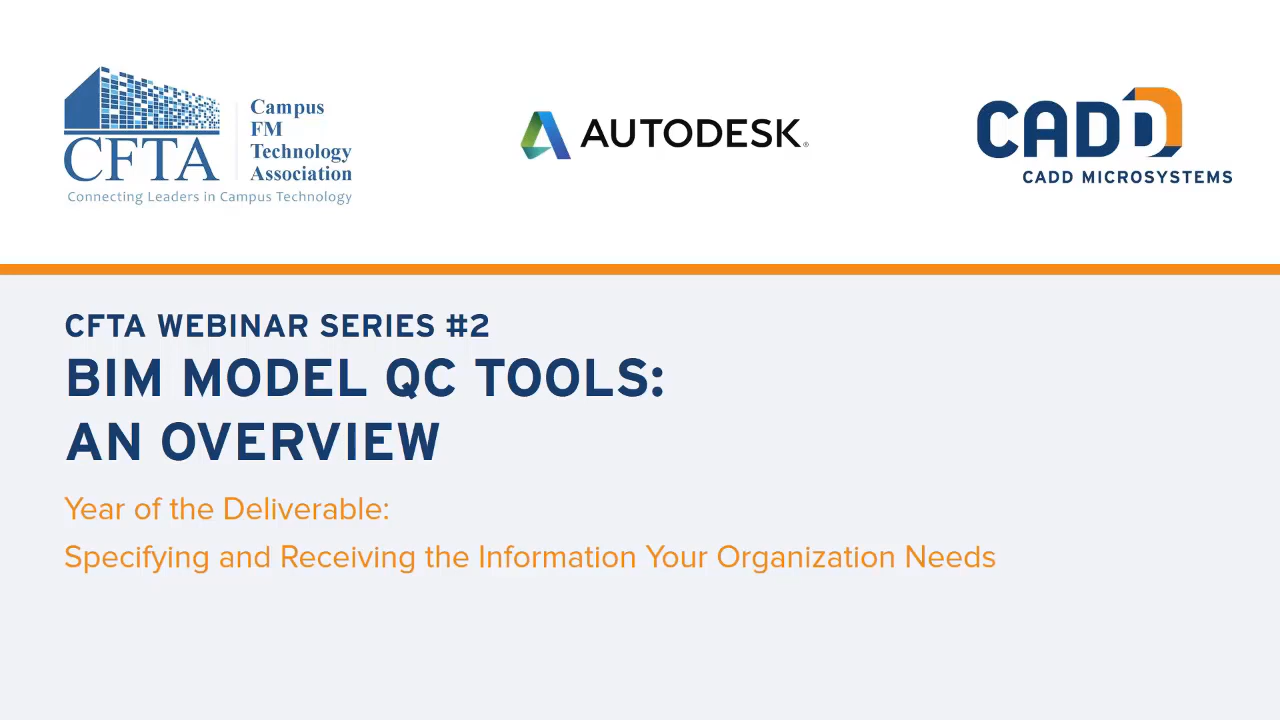 CFTA
Campus
FM
Technology
Association
Connecting Leaders in Campus Technology
AUTODESK®
CADD
CADD MICROSYSTEMS
CFTA WEBINAR SERIES #2
BIM MODEL QC TOOLS:
AN OVERVIEW
Year of the Deliverable:
Specifying and Receiving the Information Your Organization Needs